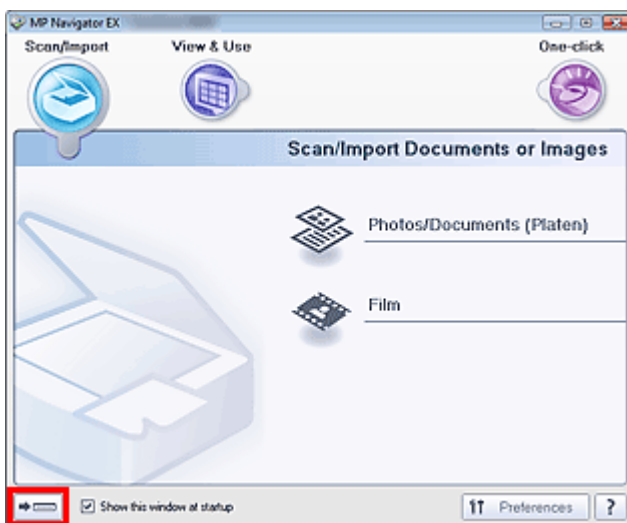 MP Navigator EX
Scan/Import View & Use One-click
Scan/Import Documents or Images
Photos/Documents (Platen)
Film
Show this window at startup Preferences ?